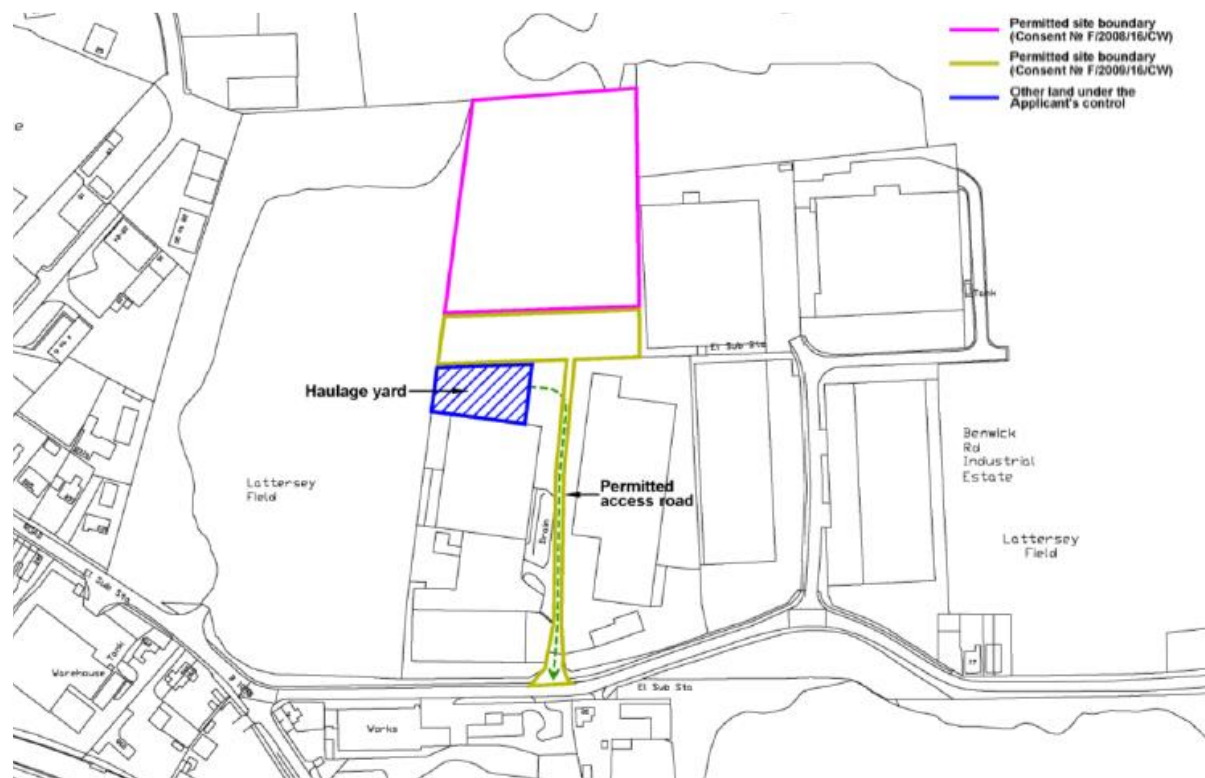 Permitted site boundary
(Consent № F/2008/16/CW)
Permitted site boundary
(Consent № F/2009/16/CW)
Other land under the
Applicant's control
e
Tank
El Sub Sta
Haulage yard
Benwick
Rd
Industrial
Estate
Lattersey
Field
Permitted
access road
Drain
Lattersey
Field
El Sub Sta
Tank
Warehouse
El Sub Sta
Works